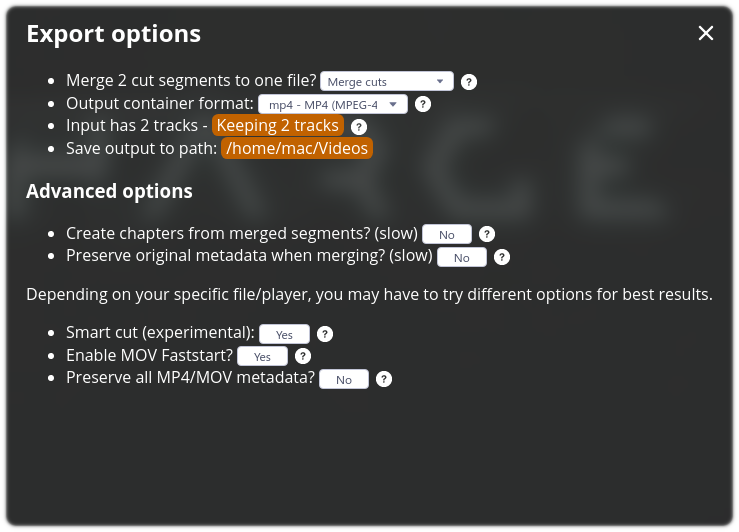 Export options
Merge 2 cut segments to one file? Merge cuts ?
Output container format: mp4 - MP4 (MPEG-4 ?
Input has 2 tracks - Keeping 2 tracks ?
Save output to path: /home/mac/Videos
Advanced options
Create chapters from merged segments? (slow) No ?
Preserve original metadata when merging? (slow) No ?
Depending on your specific file/player, you may have to try different options for best results.
Smart cut (experimental): Yes ?
Enable MOV Faststart? Yes ?
Preserve all MP4/MOV metadata? No ?